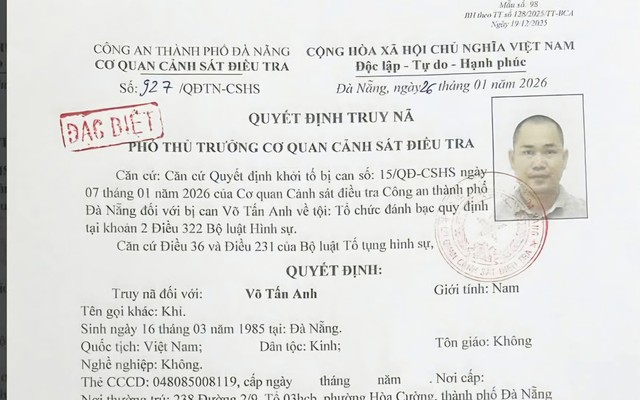 Mẫu số: 98
BH theo TT số 128/2025/TT-BCA
Ngày 19/12/2025
CÔNG AN THÀNH PHỐ ĐÀ NẴNG
CƠ QUAN CẢNH SÁT ĐIỀU TRA
Số: 927 /QĐTN-CSHS
CỘNG HÒA XÃ HỘI CHỦ NGHĨA VIỆT NAM
Độc lập - Tự do - Hạnh phúc
Đà Nẵng, ngày 26 tháng 01 năm 2026
ĐẶC BIỆT
QUYẾT ĐỊNH TRUY NÃ
PHÓ THỦ TRƯỞNG CƠ QUAN CẢNH SÁT ĐIỀU TRA
Căn cứ: Căn cứ Quyết định khởi tố bị can số: 15/QĐ-CSHS ngày
07 tháng 01 năm 2026 của Cơ quan Cảnh sát điều tra Công an thành phố
Đà Nẵng đối với bị can Võ Tấn Anh về tội: Tổ chức đánh bạc quy định
tại khoản 2 Điều 322 Bộ luật Hình sự.
Căn cứ Điều 36 và Điều 231 của Bộ luật Tố tụng hình sự,
QUYẾT ĐỊNH:
Truy nã đối với: Võ Tấn Anh Giới tính: Nam
Tên gọi khác: Khi.
Sinh ngày 16 tháng 03 năm 1985 tại: Đà Nẵng.
Quốc tịch: Việt Nam; Dân tộc: Kinh; Tôn giáo: Không
Nghề nghiệp: Không.
Thẻ CCCD: 048085008119, cấp ngày tháng năm . Nơi cấp:
Nơi thường trú: 238 Đường 2/9, Tổ 03hcb, phường Hòa Cường, thành phố Đà Nẵng